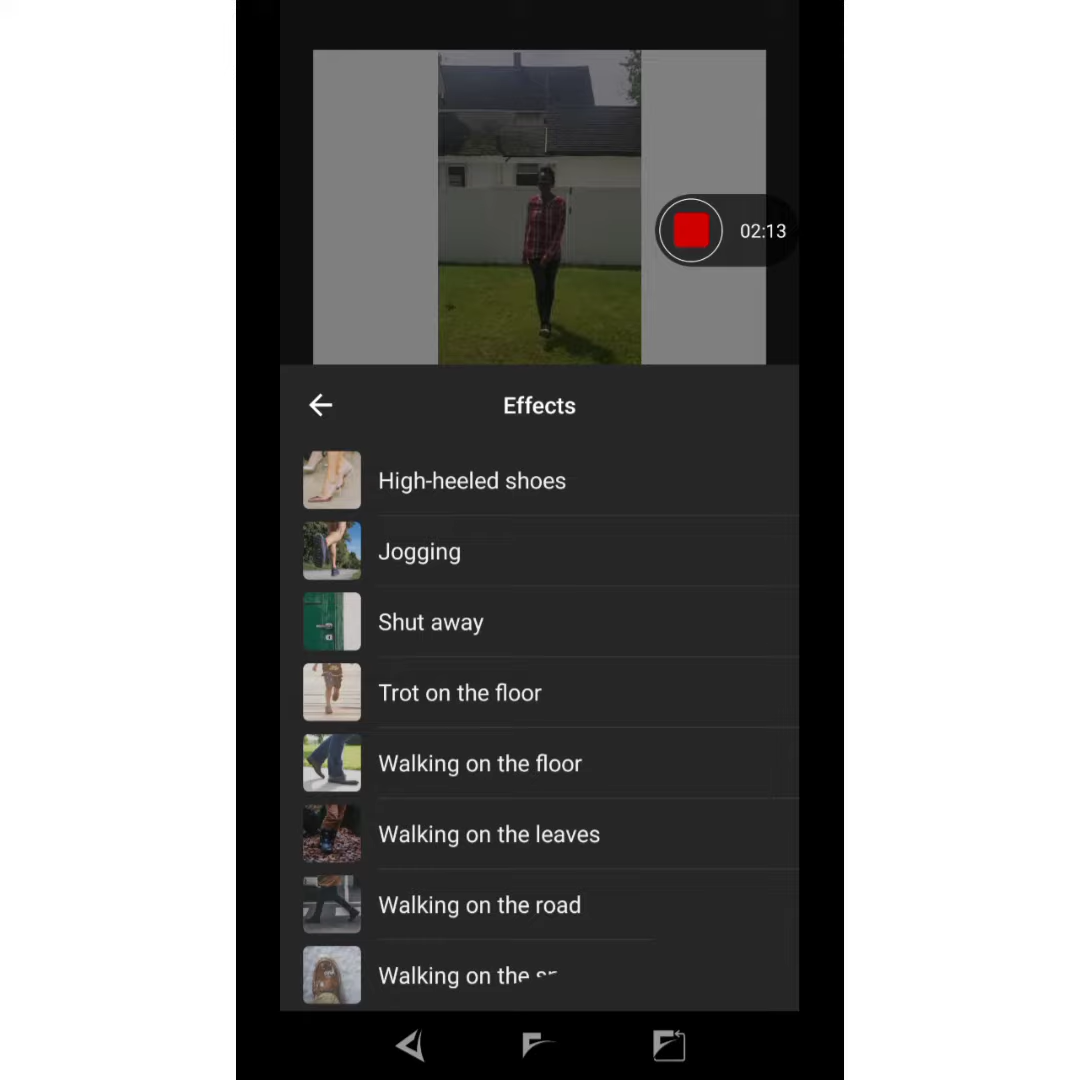 02:13
Effects
High-heeled shoes
Jogging
Shut away
Trot on the floor
Walking on the floor
Walking on the leaves
Walking on the road
Walking on the